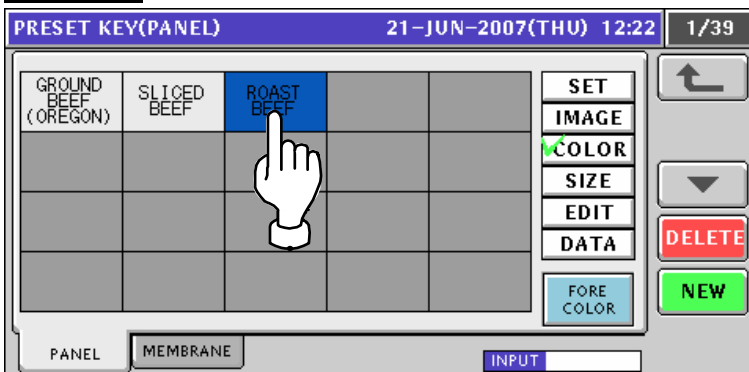 PRESET KEY(PANEL) 21-JUN-2007(THU) 12:22 1/39
GROUND
BEEF
(OREGON)
SLICED
BEEF
ROAST
BEEF
SET
IMAGE
COLOR
SIZE
EDIT
DATA
FORE
COLOR
DELETE
NEW
PANEL
MEMBRANE
INPUT